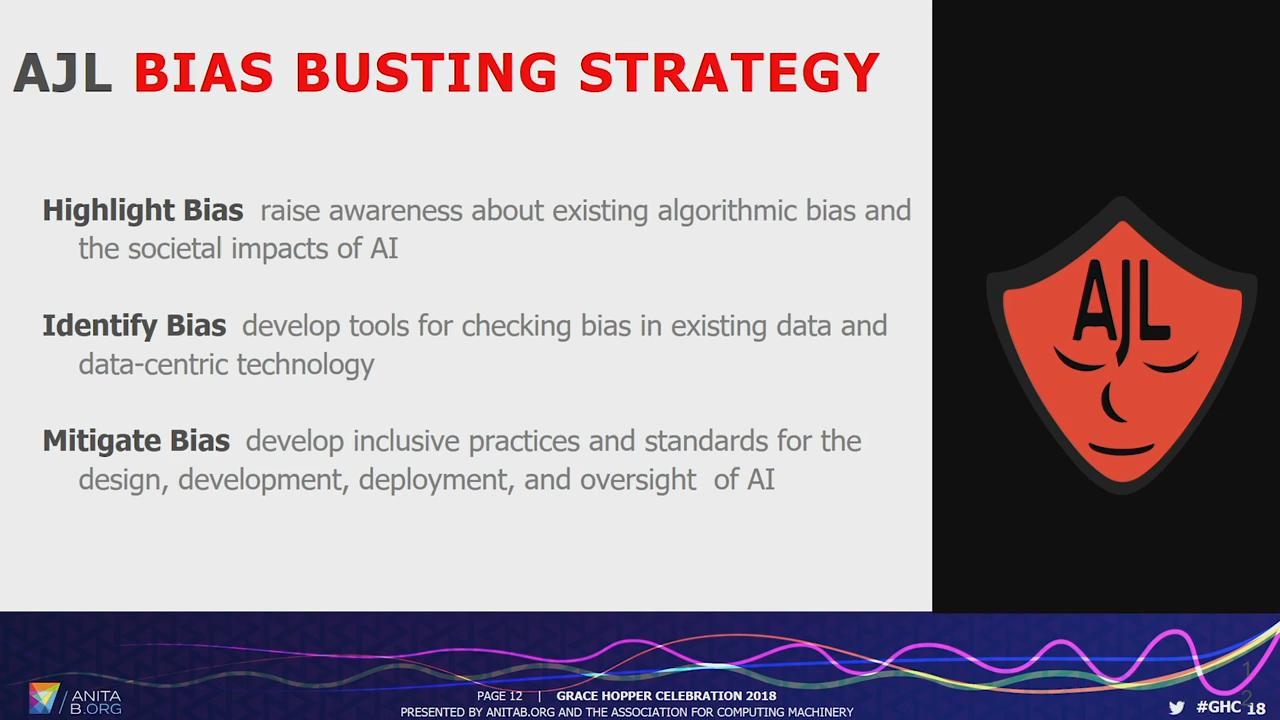 AJL BIAS BUSTING STRATEGY
Highlight Bias raise awareness about existing algorithmic bias and
the societal impacts of AI
Identify Bias develop tools for checking bias in existing data and
data-centric technology
Mitigate Bias develop inclusive practices and standards for the
design, development, deployment, and oversight of AI
AJL
ANITA
B.ORG
PAGE 12 | GRACE HOPPER CELEBRATION 2018
PRESENTED BY ANITAB.ORG AND THE ASSOCIATION FOR COMPUTING MACHINERY
1
2
#GHC 18